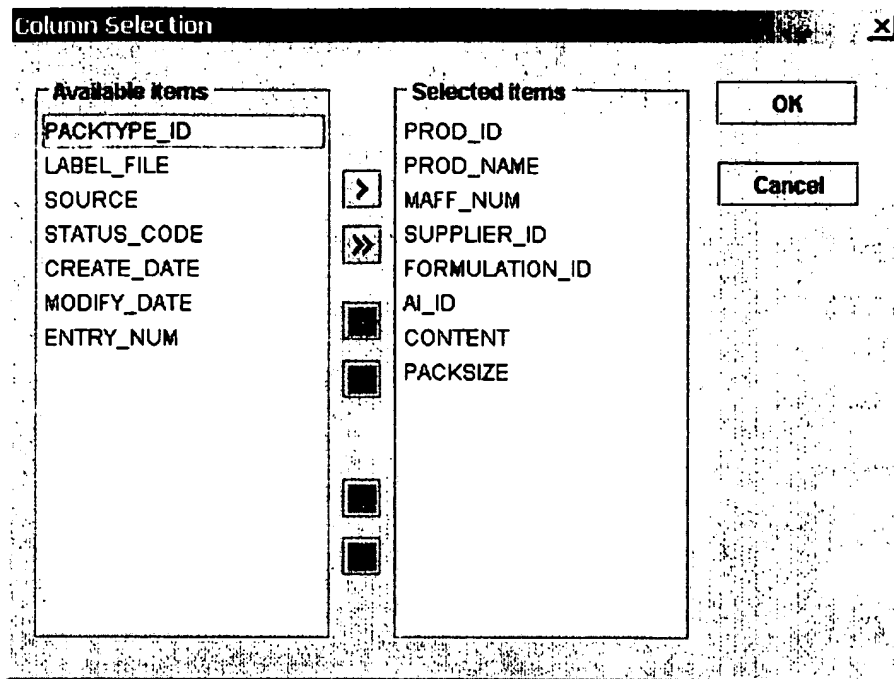 Column Selection
Available Items
PACKTYPE_ID
LABEL_FILE
SOURCE
STATUS_CODE
CREATE_DATE
MODIFY_DATE
ENTRY_NUM
>
>>
Selected Items
PROD_ID
PROD_NAME
MAFF_NUM
SUPPLIER_ID
FORMULATION_ID
AI_ID
CONTENT
PACKSIZE
OK
Cancel